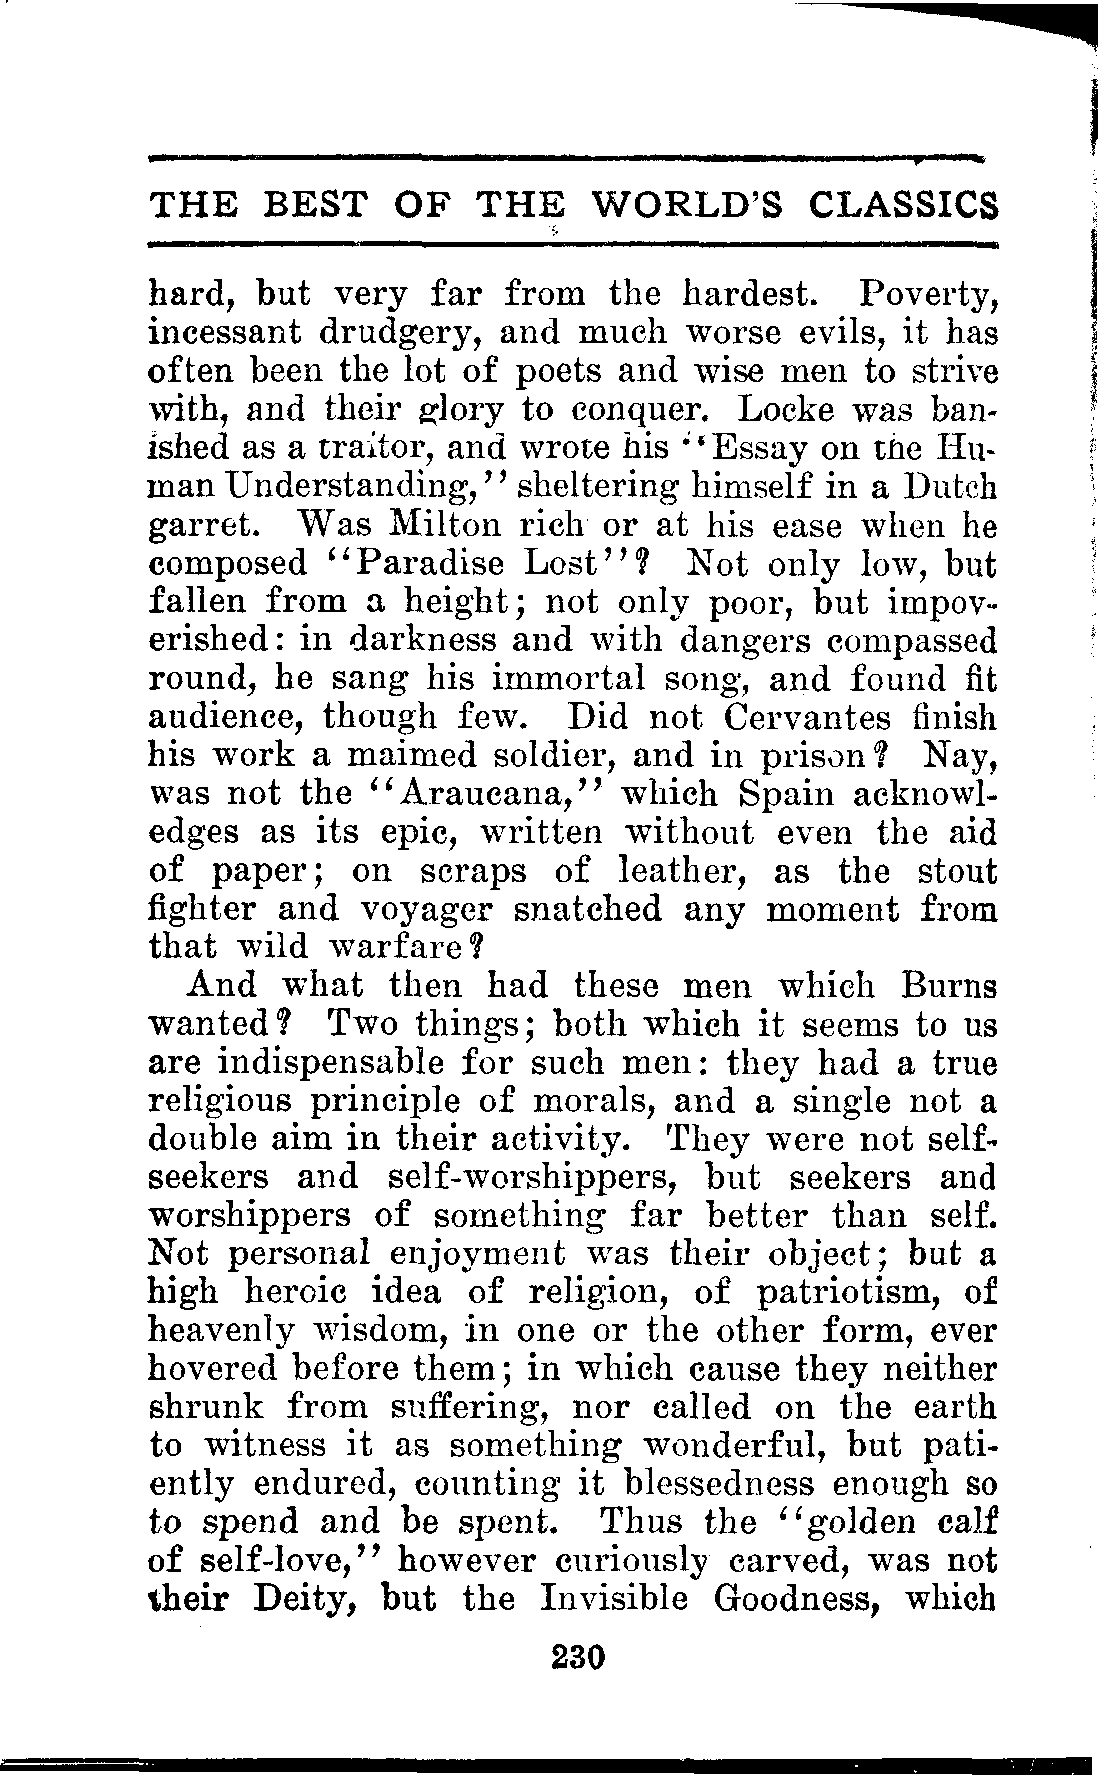 THE BEST OF THE WORLD'S CLASSICS
hard, but very far from the hardest. Poverty,
incessant drudgery, and much worse evils, it has
often been the lot of poets and wise men to strive
with, and their glory to conquer. Locke was ban-
ished as a traitor, and wrote his "Essay on the Hu-
man Understanding," sheltering himself in a Dutch
garret. Was Milton rich or at his ease when he
composed "Paradise Lost"? Not only low, but
fallen from a height; not only poor, but impov-
erished: in darkness and with dangers compassed
round, he sang his immortal song, and found fit
audience, though few. Did not Cervantes finish
his work a maimed soldier, and in prison? Nay,
was not the "Araucana," which Spain acknowl-
edges as its epic, written without even the aid
of paper; on scraps of leather, as the stout
fighter and voyager snatched any moment from
that wild warfare?
And what then had these men which Burns
wanted? Two things; both which it seems to us
are indispensable for such men: they had a true
religious principle of morals, and a single not a
double aim in their activity. They were not self-
seekers and self-worshippers, but seekers and
worshippers of something far better than self.
Not personal enjoyment was their object; but a
high heroic idea of religion, of patriotism, of
heavenly wisdom, in one or the other form, ever
hovered before them; in which cause they neither
shrunk from suffering, nor called on the earth
to witness it as something wonderful, but pati-
ently endured, counting it blessedness enough so
to spend and be spent. Thus the "golden calf
of self-love," however curiously carved, was not
their Deity, but the Invisible Goodness, which
230